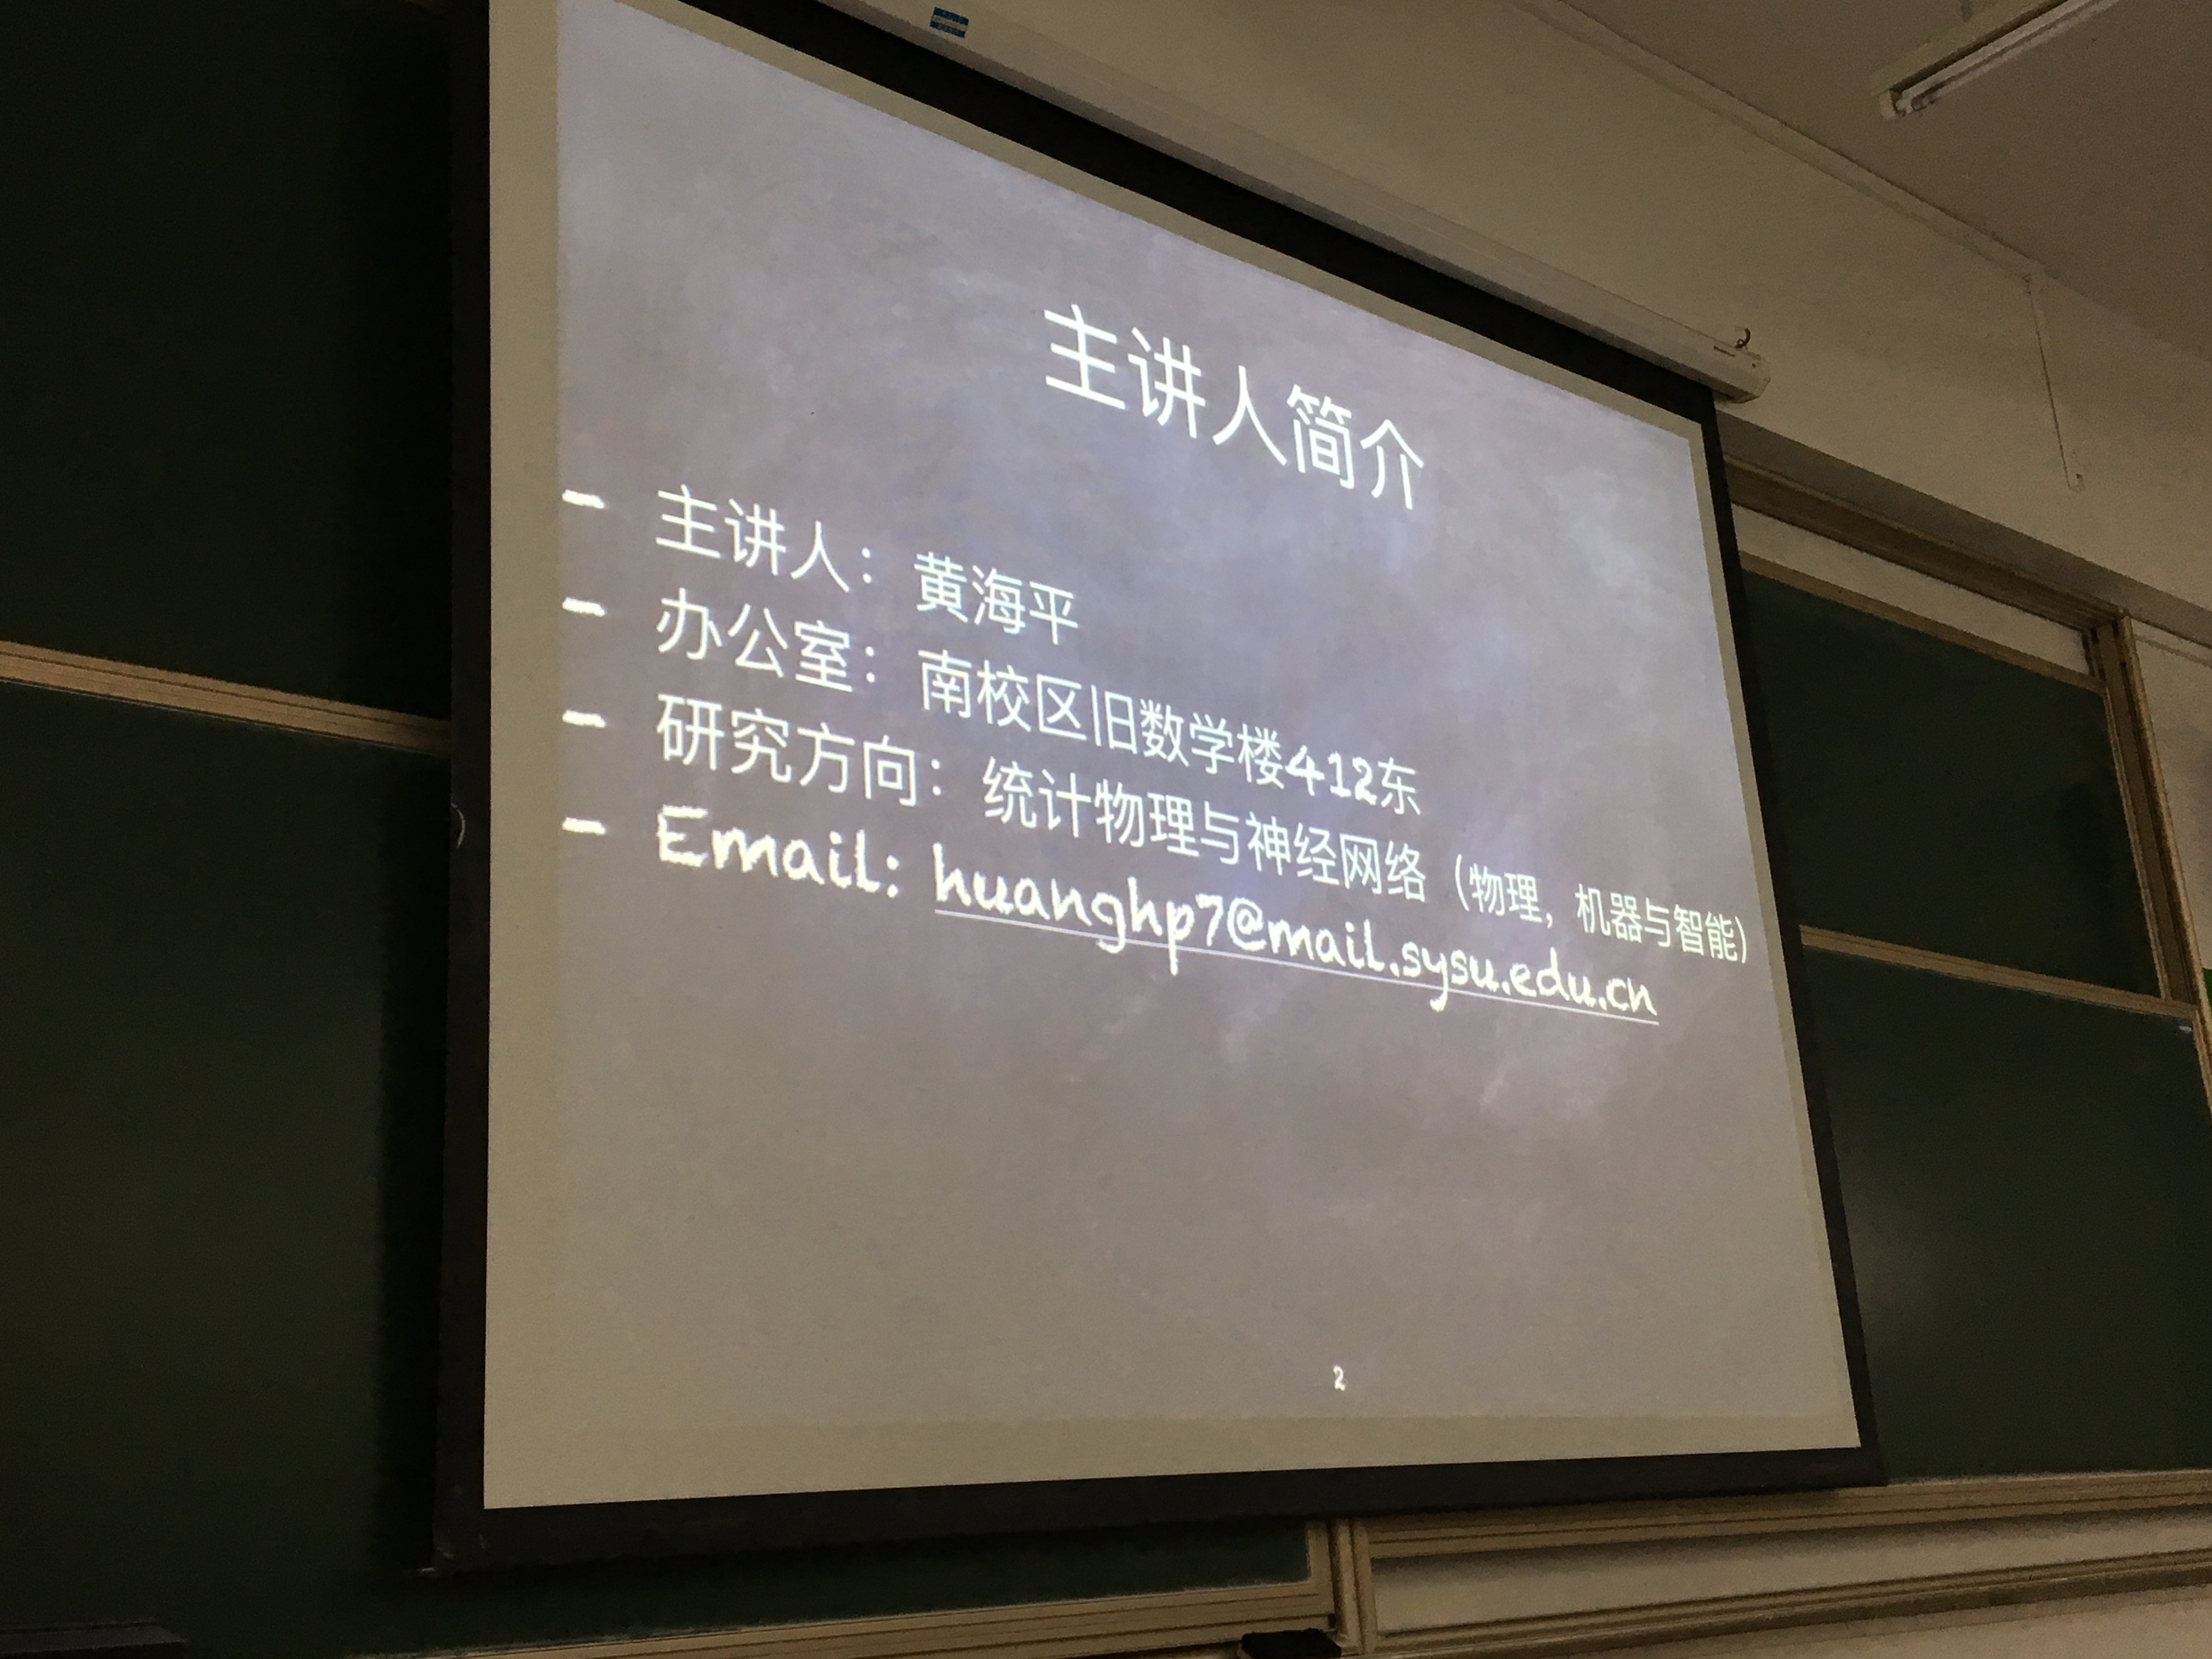 主讲人简介
- 主讲人：黄海平
- 办公室：南校区旧数学楼412东
- 研究方向：统计物理与神经网络（物理，机器与智能）
- Email: huanghp7@mail.sysu.edu.cn
2